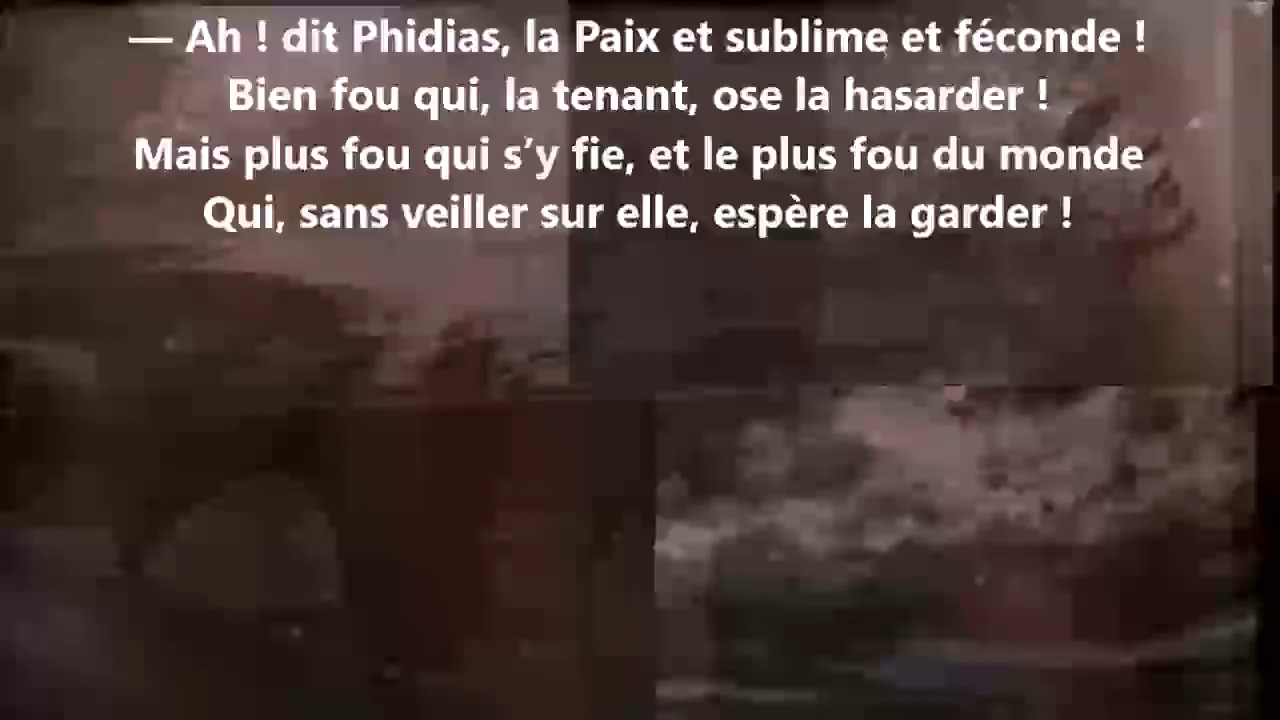 — Ah ! dit Phidias, la Paix et sublime et féconde !
Bien fou qui, la tenant, ose la hasarder !
Mais plus fou qui s’y fie, et le plus fou du monde
Qui, sans veiller sur elle, espère la garder !